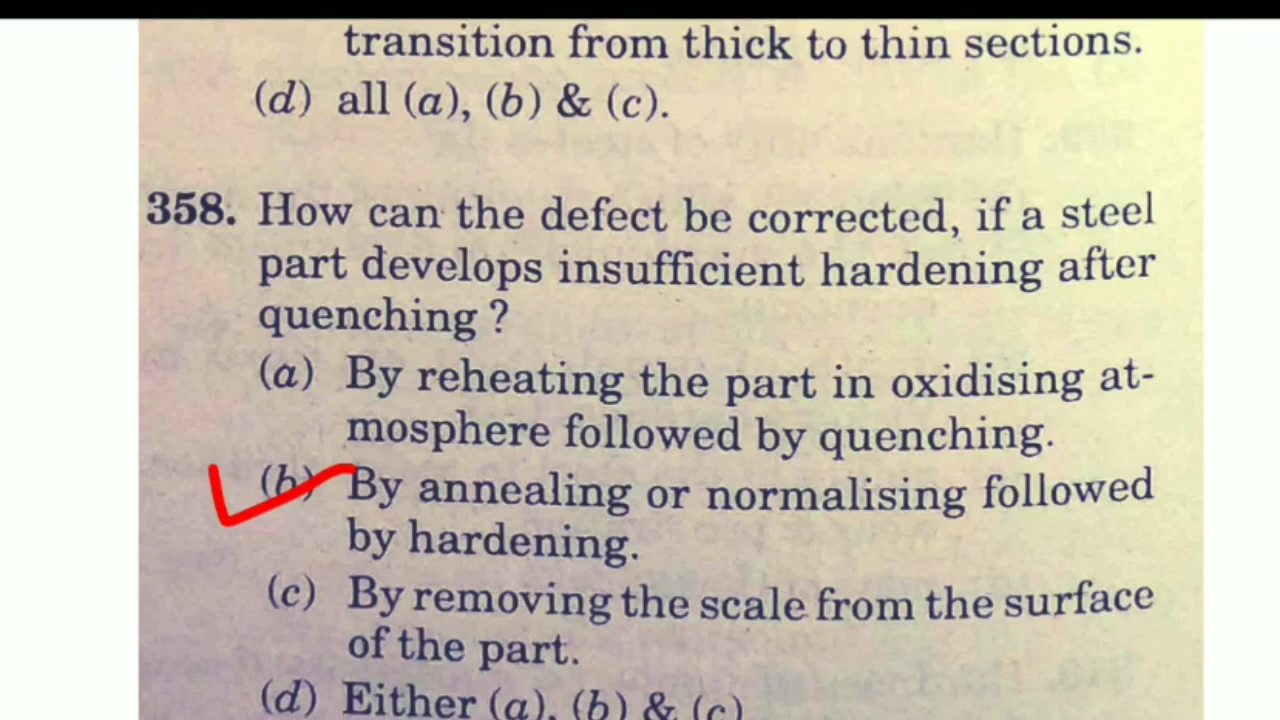 transition from thick to thin sections.
(d) all (a), (b) & (c).
358. How can the defect be corrected, if a steel
part develops insufficient hardening after
quenching ?
(a) By reheating the part in oxidising at-
mosphere followed by quenching.
(b) By annealing or normalising followed
by hardening.
(c) By removing the scale from the surface
of the part.
(d) Either (a), (b) & (c)